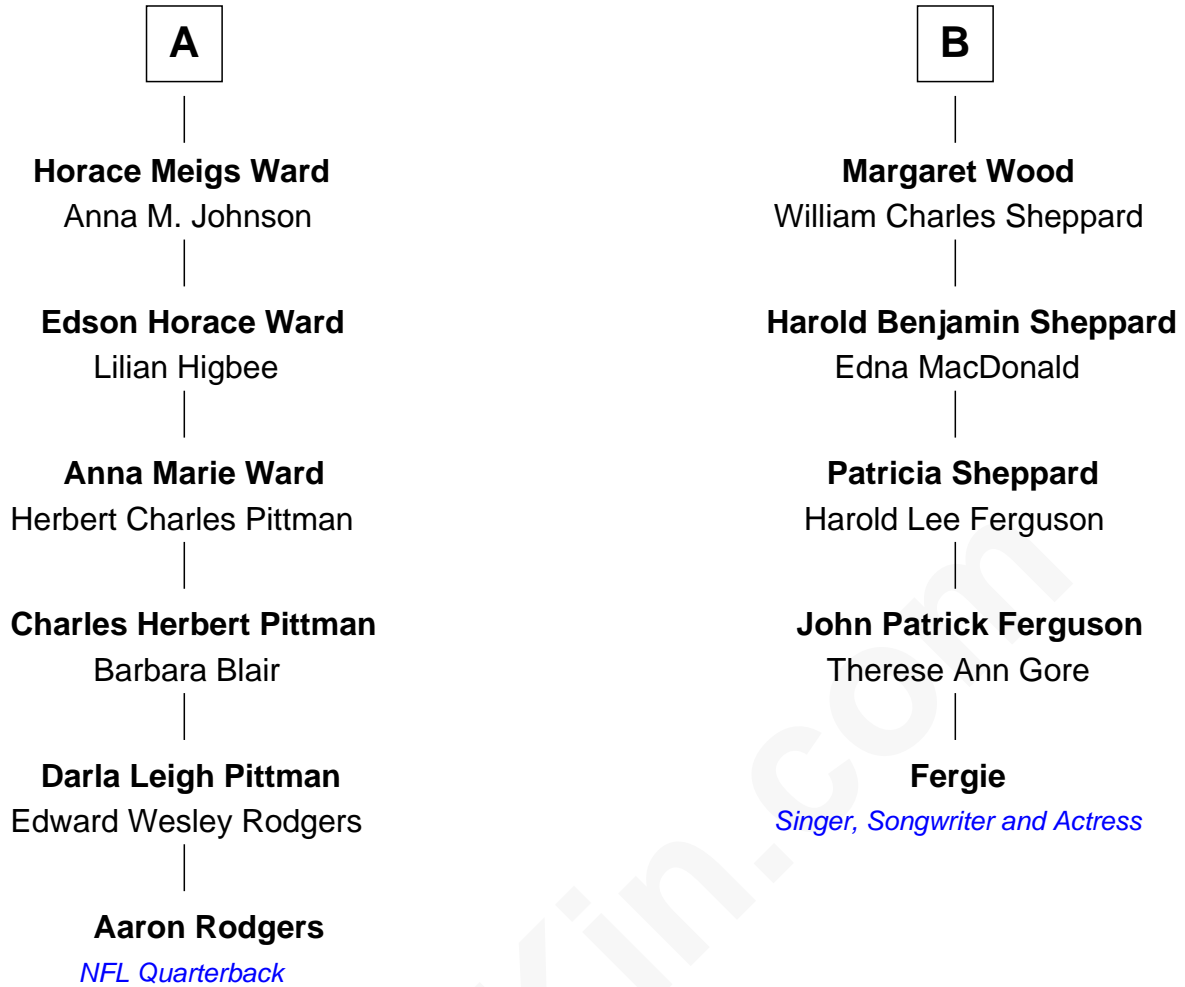 A
Horace Meigs Ward
Anna M. Johnson
Edson Horace Ward
Lilian Higbee
Anna Marie Ward
Herbert Charles Pittman
Charles Herbert Pittman
Barbara Blair
Darla Leigh Pittman
Edward Wesley Rodgers
Aaron Rodgers
NFL Quarterback
B
Margaret Wood
William Charles Sheppard
Harold Benjamin Sheppard
Edna MacDonald
Patricia Sheppard
Harold Lee Ferguson
John Patrick Ferguson
Therese Ann Gore
Fergie
Singer, Songwriter and Actress